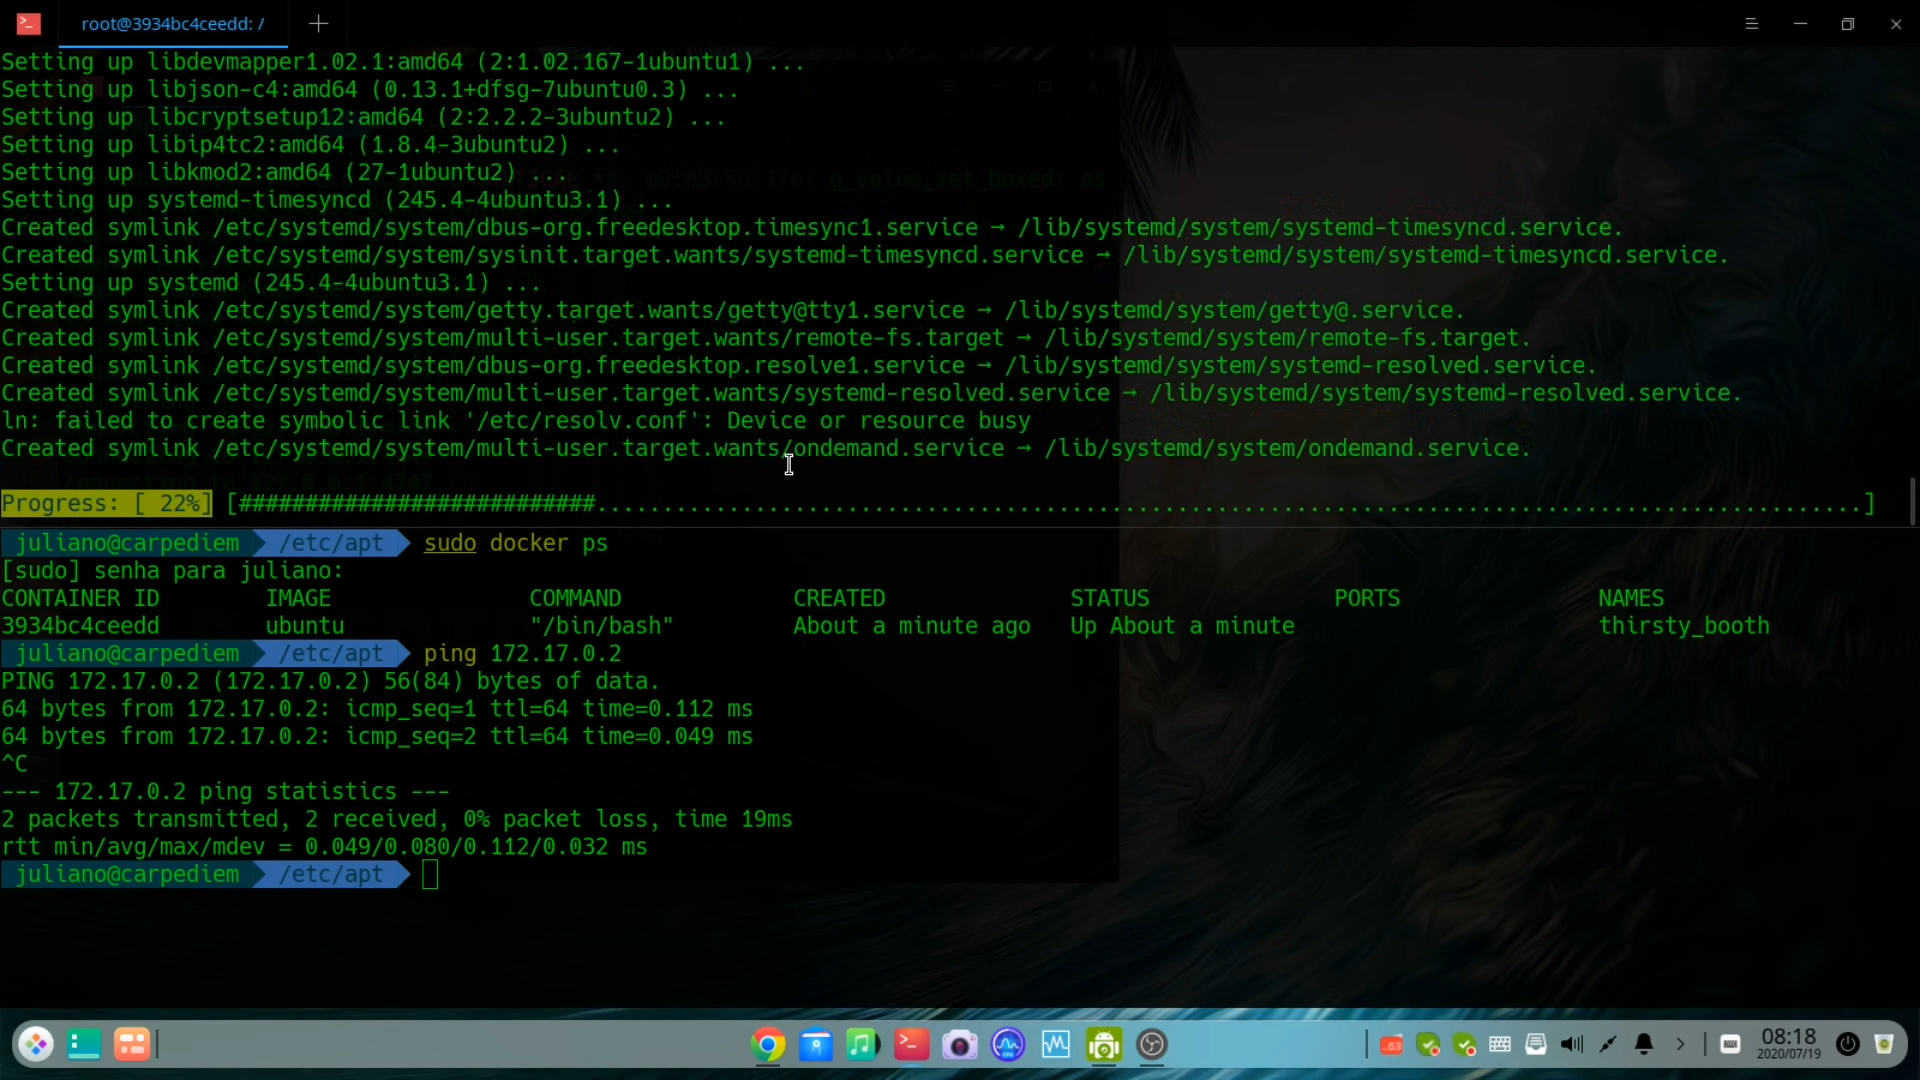 root@3934bc4ceedd: /
Setting up libdevmapper1.02.1:amd64 (2:1.02.167-1ubuntu1) ...
Setting up libjson-c4:amd64 (0.13.1+dfsg-7ubuntu0.3) ...
Setting up libcryptsetup12:amd64 (2:2.2.2-3ubuntu2) ...
Setting up libip4tc2:amd64 (1.8.4-3ubuntu2) ...
Setting up libkmod2:amd64 (27-1ubuntu2) ...
Setting up systemd-timesyncd (245.4-4ubuntu3.1) ...
Created symlink /etc/systemd/system/dbus-org.freedesktop.timesync1.service → /lib/systemd/system/systemd-timesyncd.service.
Created symlink /etc/systemd/system/sysinit.target.wants/systemd-timesyncd.service → /lib/systemd/system/systemd-timesyncd.service.
Setting up systemd (245.4-4ubuntu3.1) ...
Created symlink /etc/systemd/system/getty.target.wants/getty@tty1.service → /lib/systemd/system/getty@.service.
Created symlink /etc/systemd/system/multi-user.target.wants/remote-fs.target → /lib/systemd/system/remote-fs.target.
Created symlink /etc/systemd/system/dbus-org.freedesktop.resolve1.service → /lib/systemd/system/systemd-resolved.service.
Created symlink /etc/systemd/system/multi-user.target.wants/systemd-resolved.service → /lib/systemd/system/systemd-resolved.service.
ln: failed to create symbolic link '/etc/resolv.conf': Device or resource busy
Created symlink /etc/systemd/system/multi-user.target.wants/ondemand.service → /lib/systemd/system/ondemand.service.
Progress: [ 22%] [###########################................................................................................]
juliano@carpediem /etc/apt sudo docker ps
[sudo] senha para juliano:
CONTAINER ID IMAGE COMMAND CREATED STATUS PORTS NAMES
3934bc4ceedd ubuntu "/bin/bash" About a minute ago Up About a minute thirsty_booth
juliano@carpediem /etc/apt ping 172.17.0.2
PING 172.17.0.2 (172.17.0.2) 56(84) bytes of data.
64 bytes from 172.17.0.2: icmp_seq=1 ttl=64 time=0.112 ms
64 bytes from 172.17.0.2: icmp_seq=2 ttl=64 time=0.049 ms
^C
--- 172.17.0.2 ping statistics ---
2 packets transmitted, 2 received, 0% packet loss, time 19ms
rtt min/avg/max/mdev = 0.049/0.080/0.112/0.032 ms
juliano@carpediem /etc/apt
08:18
2020/07/19